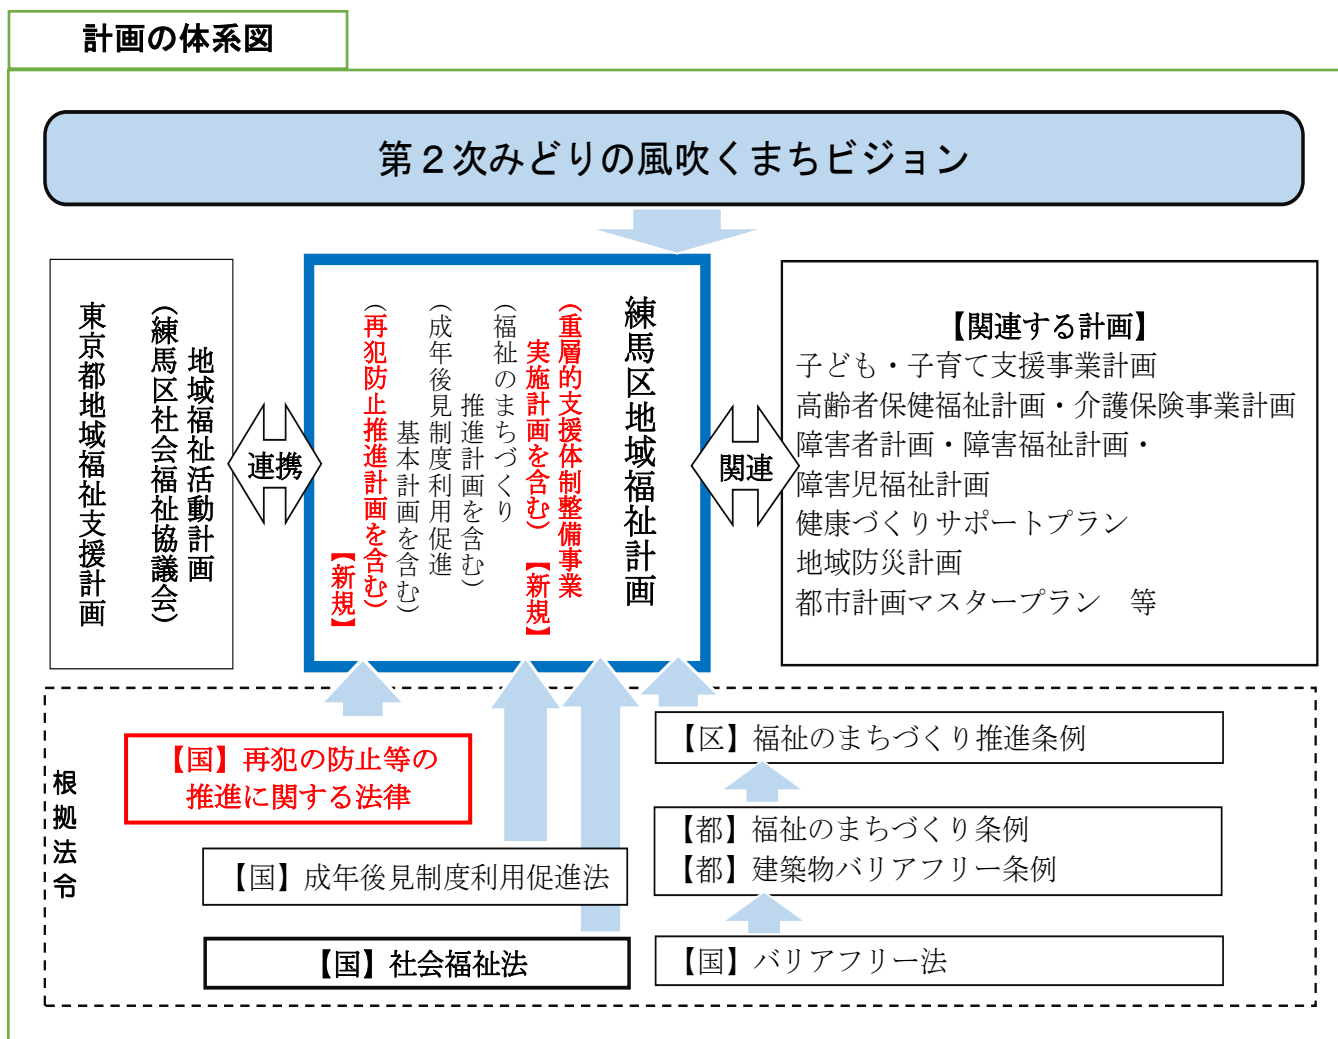 計画の体系図
第２次みどりの風吹くまちビジョン
東京都地域福祉支援計画
地域福祉活動計画
（練馬区社会福祉協議会）
連携
練馬区地域福祉計画
（重層的支援体制整備事業
実施計画を含む）【新規】
（福祉のまちづくり
推進計画を含む）
（成年後見制度利用促進
基本計画を含む）
（再犯防止推進計画を含む）
【新規】
関連
【関連する計画】
子ども・子育て支援事業計画
高齢者保健福祉計画・介護保険事業計画
障害者計画・障害福祉計画・
障害児福祉計画
健康づくりサポートプラン
地域防災計画
都市計画マスタープラン　等
根拠法令
【国】再犯の防止等の
推進に関する法律
【国】成年後見制度利用促進法
【国】社会福祉法
【区】福祉のまちづくり推進条例
【都】福祉のまちづくり条例
【都】建築物バリアフリー条例
【国】バリアフリー法